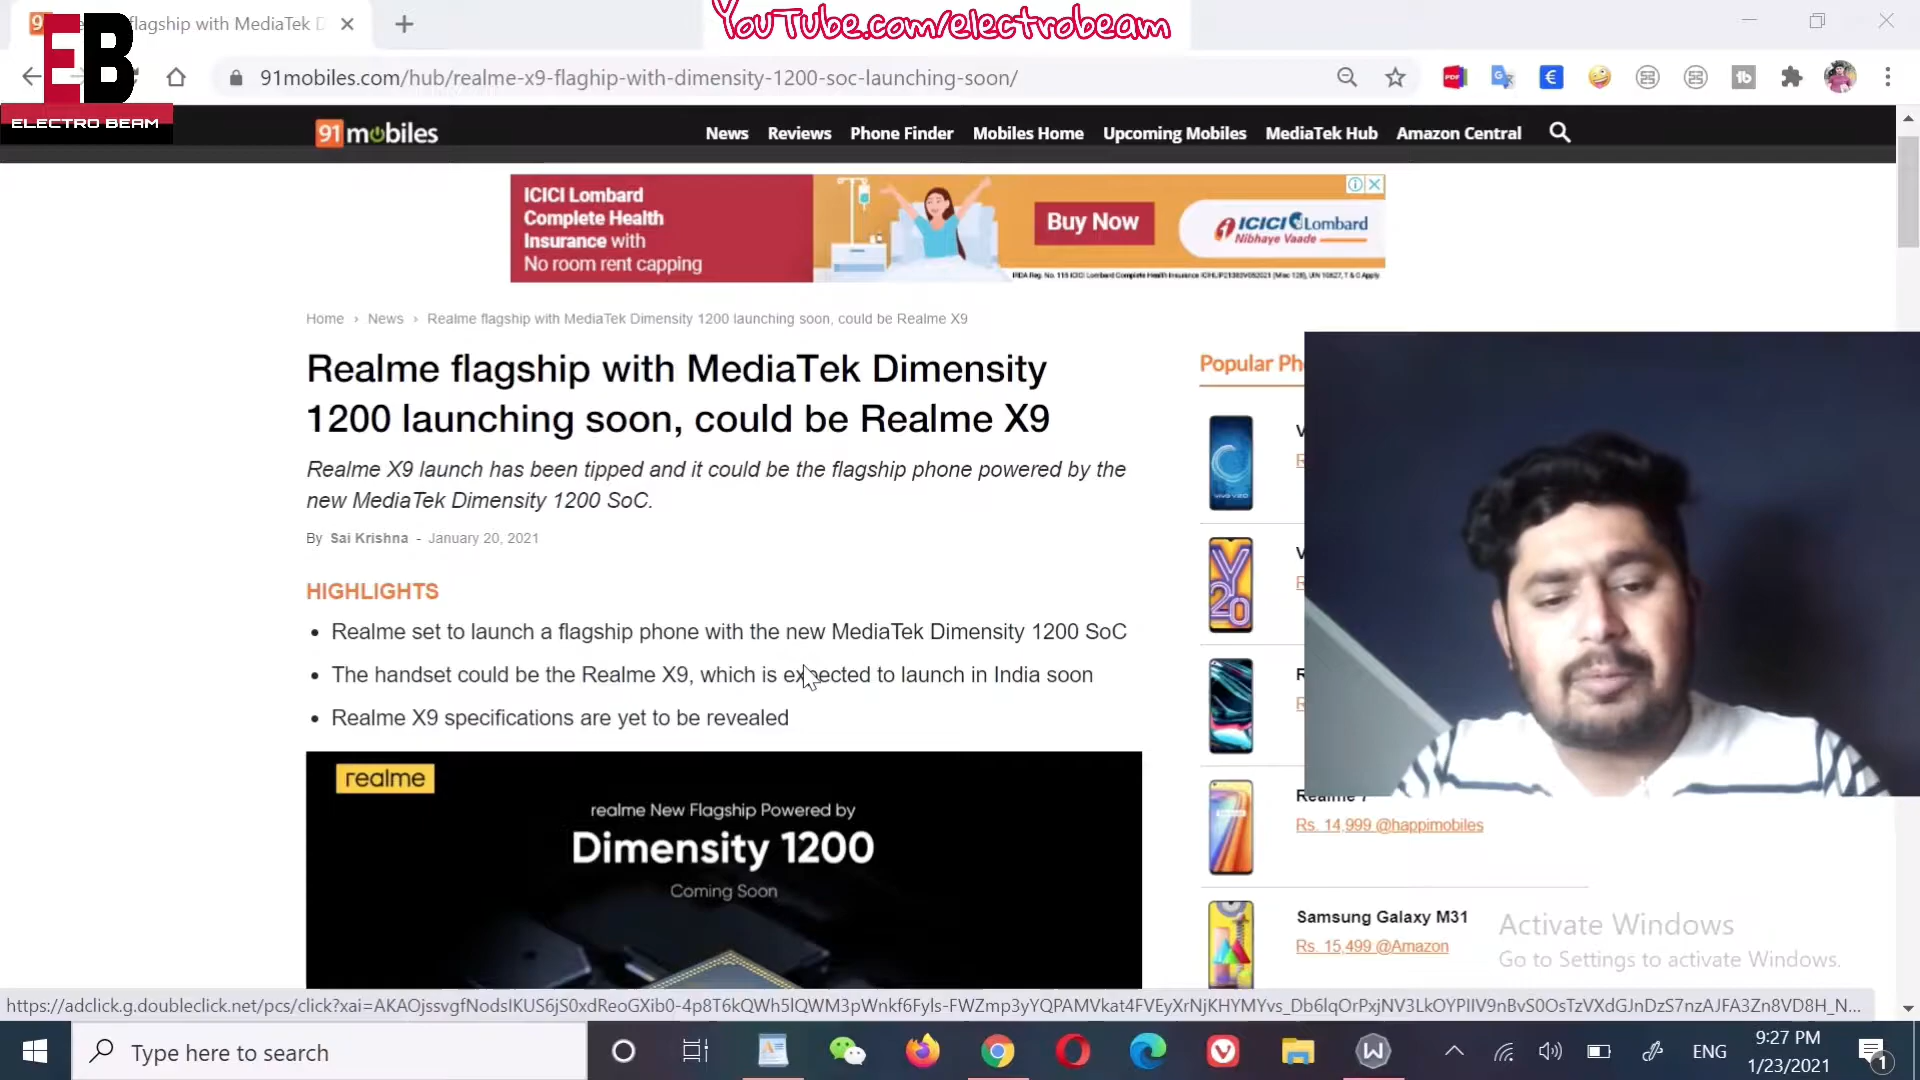 flagship with MediaTek D
YouTube.com/electrobeam
EB
ELECTRO BEAM
91mobiles.com/hub/realme-x9-flaghip-with-dimensity-1200-soc-launching-soon/
91mobiles
News Reviews Phone Finder Mobiles Home Upcoming Mobiles MediaTek Hub Amazon Central
ICICI Lombard
Complete Health
Insurance with
No room rent capping
Buy Now
ICICI Lombard
Nibhaye Vaade
Home › News › Realme flagship with MediaTek Dimensity 1200 launching soon, could be Realme X9
Realme flagship with MediaTek Dimensity
1200 launching soon, could be Realme X9
Realme X9 launch has been tipped and it could be the flagship phone powered by the
new MediaTek Dimensity 1200 SoC.
By Sai Krishna - January 20, 2021
HIGHLIGHTS
• Realme set to launch a flagship phone with the new MediaTek Dimensity 1200 SoC
• The handset could be the Realme X9, which is expected to launch in India soon
• Realme X9 specifications are yet to be revealed
realme
realme New Flagship Powered by
Dimensity 1200
Coming Soon
Popular Ph
Y20
Realme 7
Rs. 14,999 @happimobiles
Samsung Galaxy M31
Rs. 15,499 @Amazon
Activate Windows
Go to Settings to activate Windows.
Type here to search
ENG
9:27 PM
1/23/2021
1